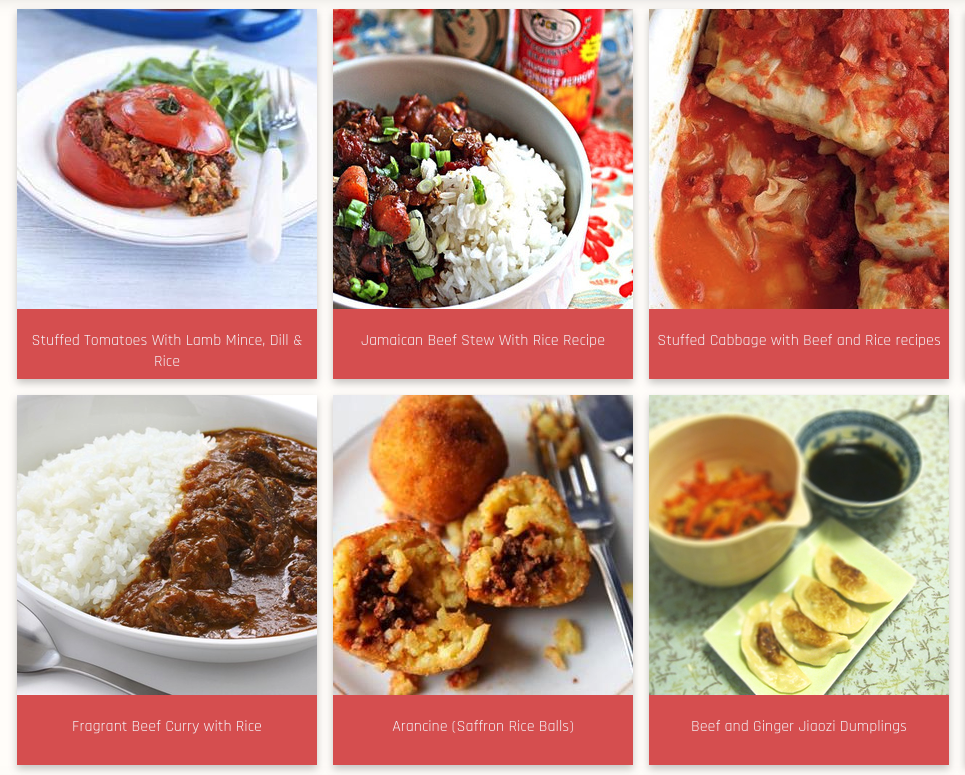 Stuffed Tomatoes With Lamb Mince, Dill &
Rice
Jamaican Beef Stew With Rice Recipe
Stuffed Cabbage with Beef and Rice recipes
Fragrant Beef Curry with Rice
Arancine (Saffron Rice Balls)
Beef and Ginger Jiaozi Dumplings